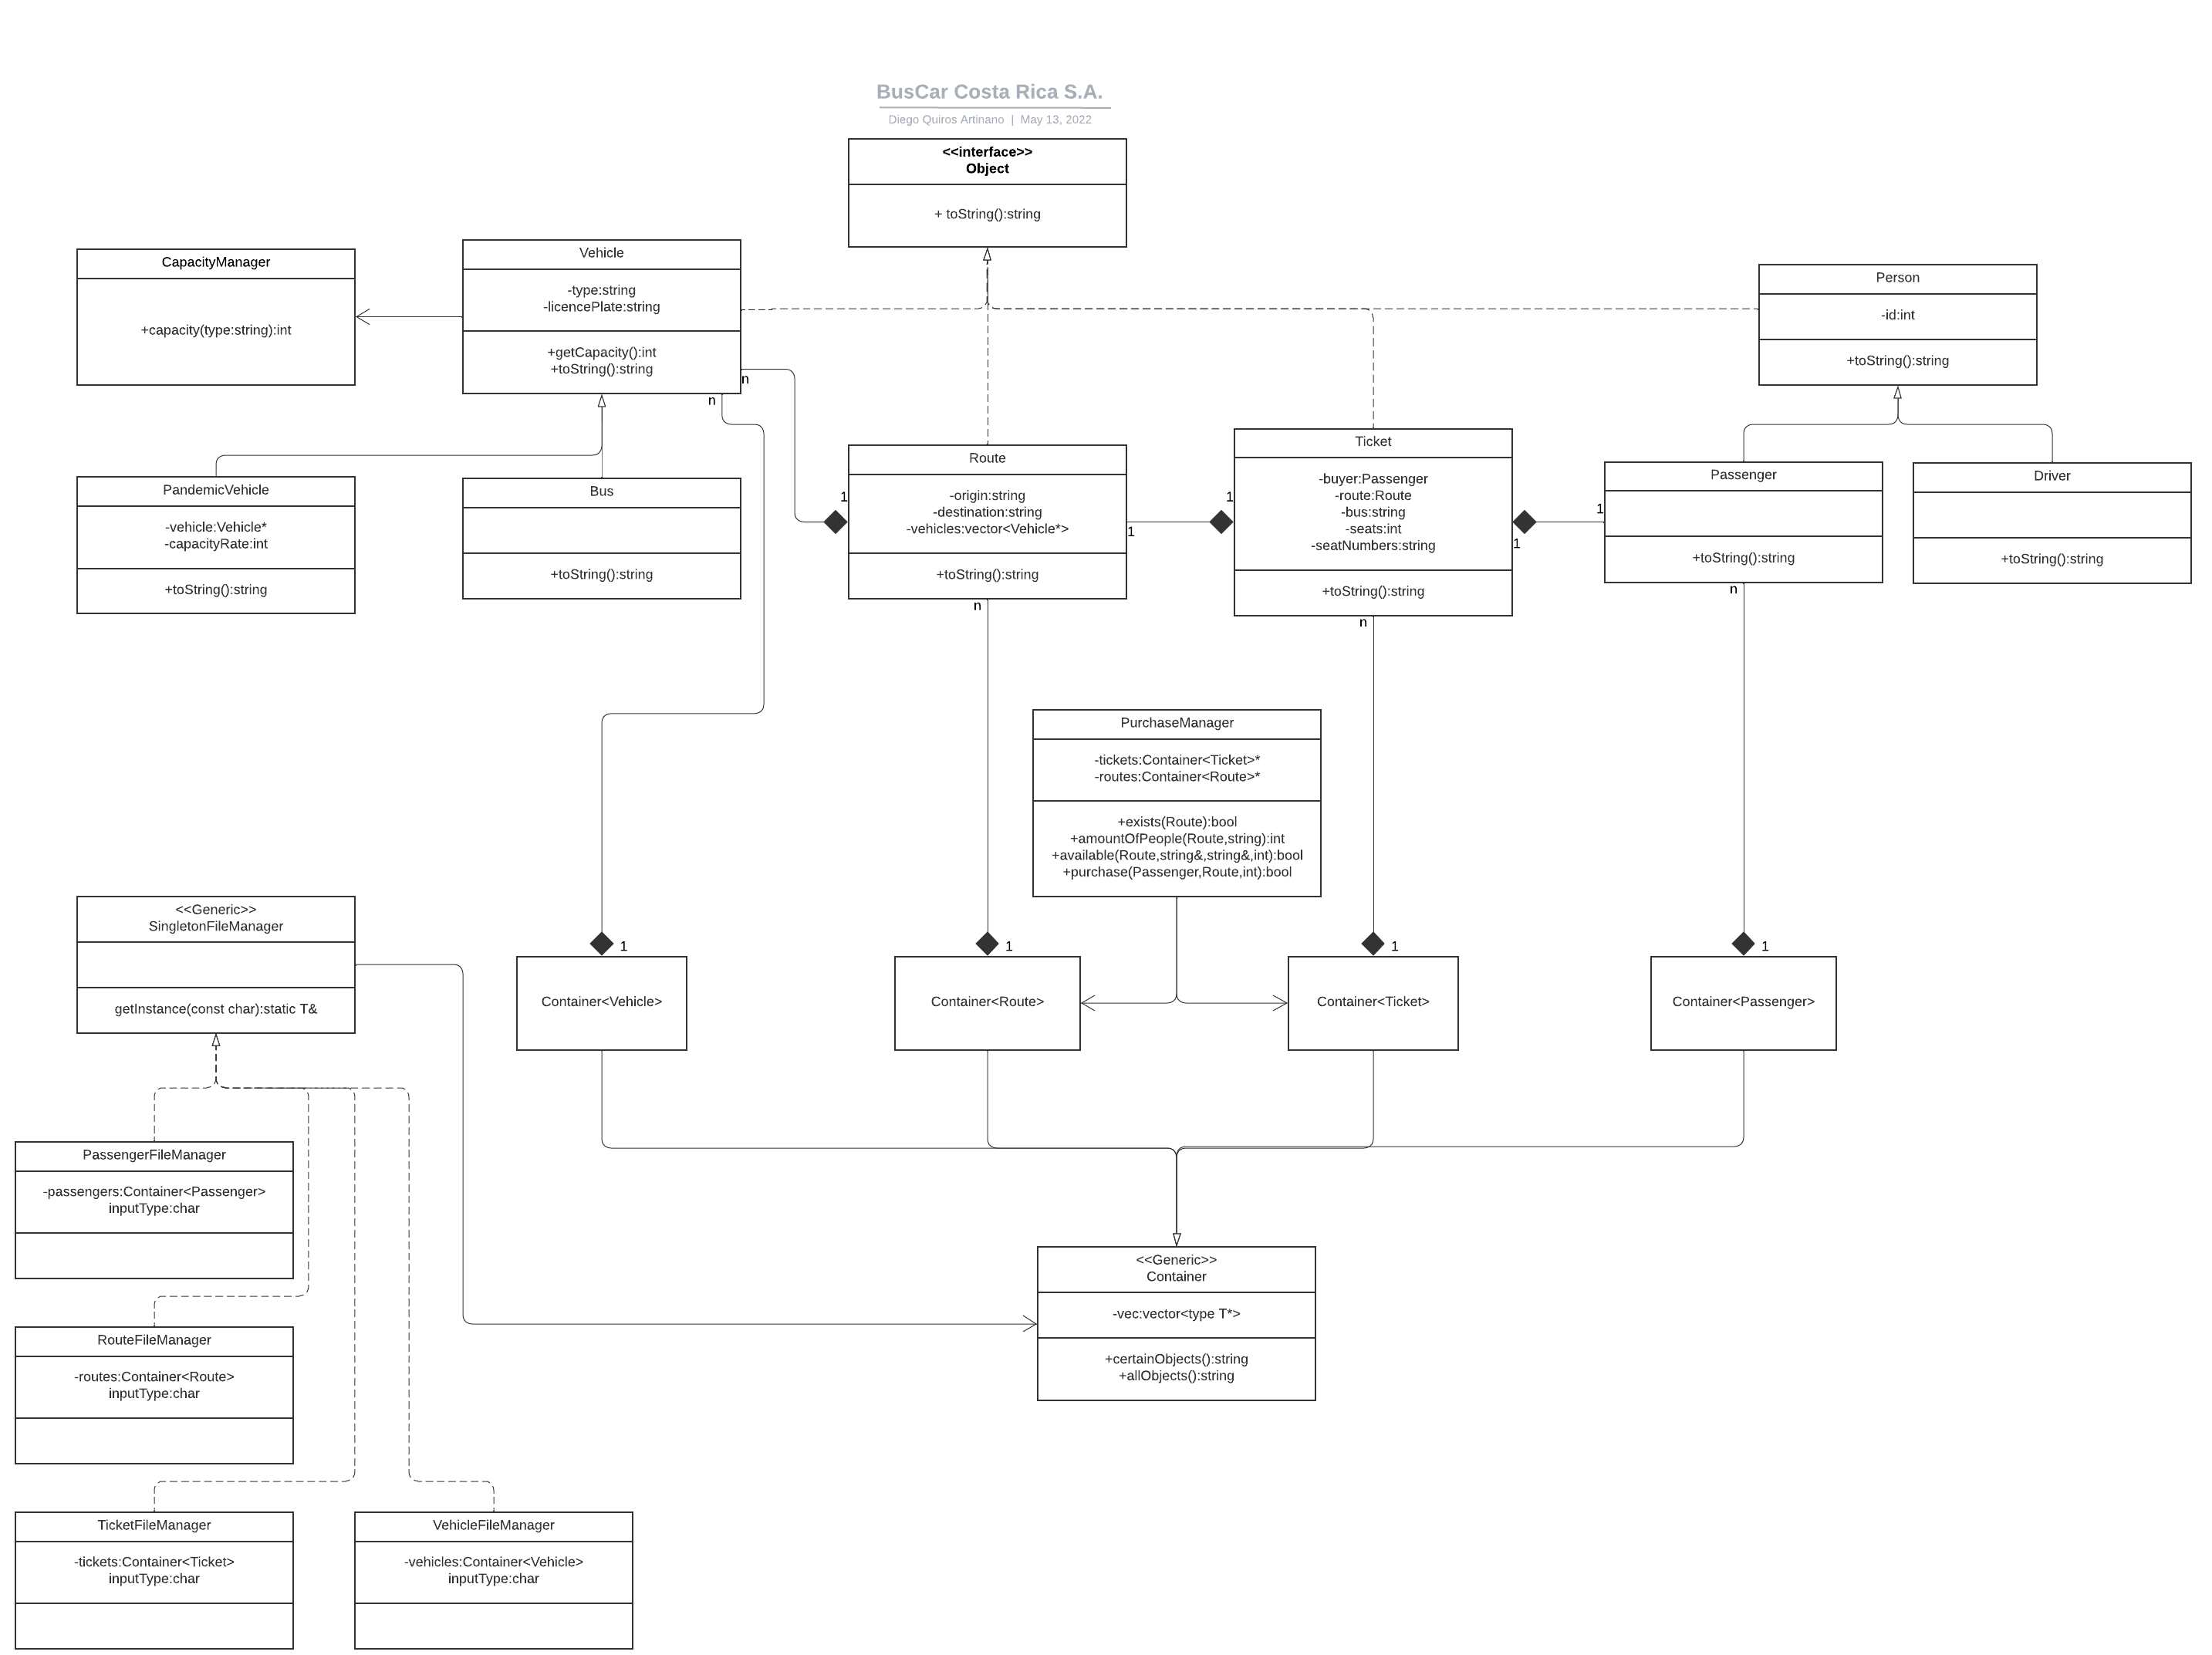 BusCar Costa Rica S.A.
Diego Quiros Artinano | May 13, 2022
<<interface>>
Object
+ toString():string
CapacityManager
+capacity(type:string):int
Vehicle
-type:string
-licencePlate:string
+getCapacity():int
+toString():string
n
n
Person
-id:int
+toString():string
PandemicVehicle
-vehicle:Vehicle*
-capacityRate:int
+toString():string
Bus
+toString():string
1
Route
-origin:string
-destination:string
-vehicles:vector<Vehicle*>
+toString():string
n
1
1
Ticket
-buyer:Passenger
-route:Route
-bus:string
-seats:int
-seatNumbers:string
+toString():string
n
1
1
Passenger
+toString():string
n
Driver
+toString():string
PurchaseManager
-tickets:Container<Ticket>*
-routes:Container<Route>*
+exists(Route):bool
+amountOfPeople(Route,string):int
+available(Route,string&,string&,int):bool
+purchase(Passenger,Route,int):bool
<<Generic>>
SingletonFileManager
getInstance(const char):static T&
1
Container<Vehicle>
1
Container<Route>
1
Container<Ticket>
1
Container<Passenger>
PassengerFileManager
-passengers:Container<Passenger>
inputType:char
RouteFileManager
-routes:Container<Route>
inputType:char
<<Generic>>
Container
-vec:vector<type T*>
+certainObjects():string
+allObjects():string
TicketFileManager
-tickets:Container<Ticket>
inputType:char
VehicleFileManager
-vehicles:Container<Vehicle>
inputType:char